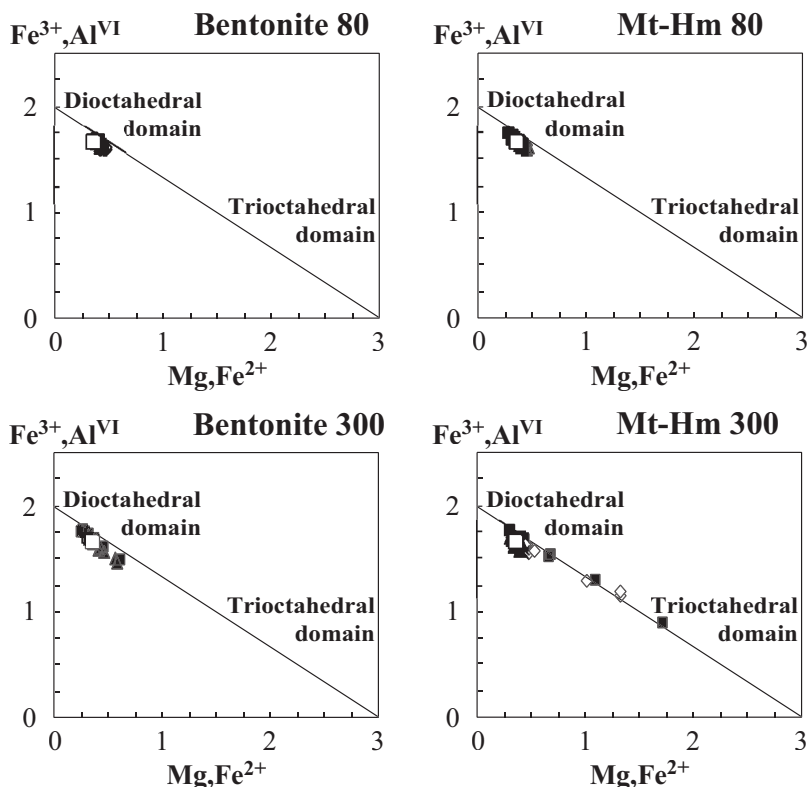 Fe³⁺,Alⱽᴵ
Bentonite 80
2
1
0
Dioctahedral
domain
Trioctahedral
domain
0
1
2
3
Mg,Fe²⁺
Mt-Hm 80
2
1
0
Dioctahedral
domain
Trioctahedral
domain
0
1
2
3
Mg,Fe²⁺
Fe³⁺,Alⱽᴵ
Bentonite 300
2
1
0
Dioctahedral
domain
Trioctahedral
domain
0
1
2
3
Mg,Fe²⁺
Fe³⁺,Alⱽᴵ
Mt-Hm 300
2
1
0
Dioctahedral
domain
Trioctahedral
domain
0
1
2
3
Mg,Fe²⁺